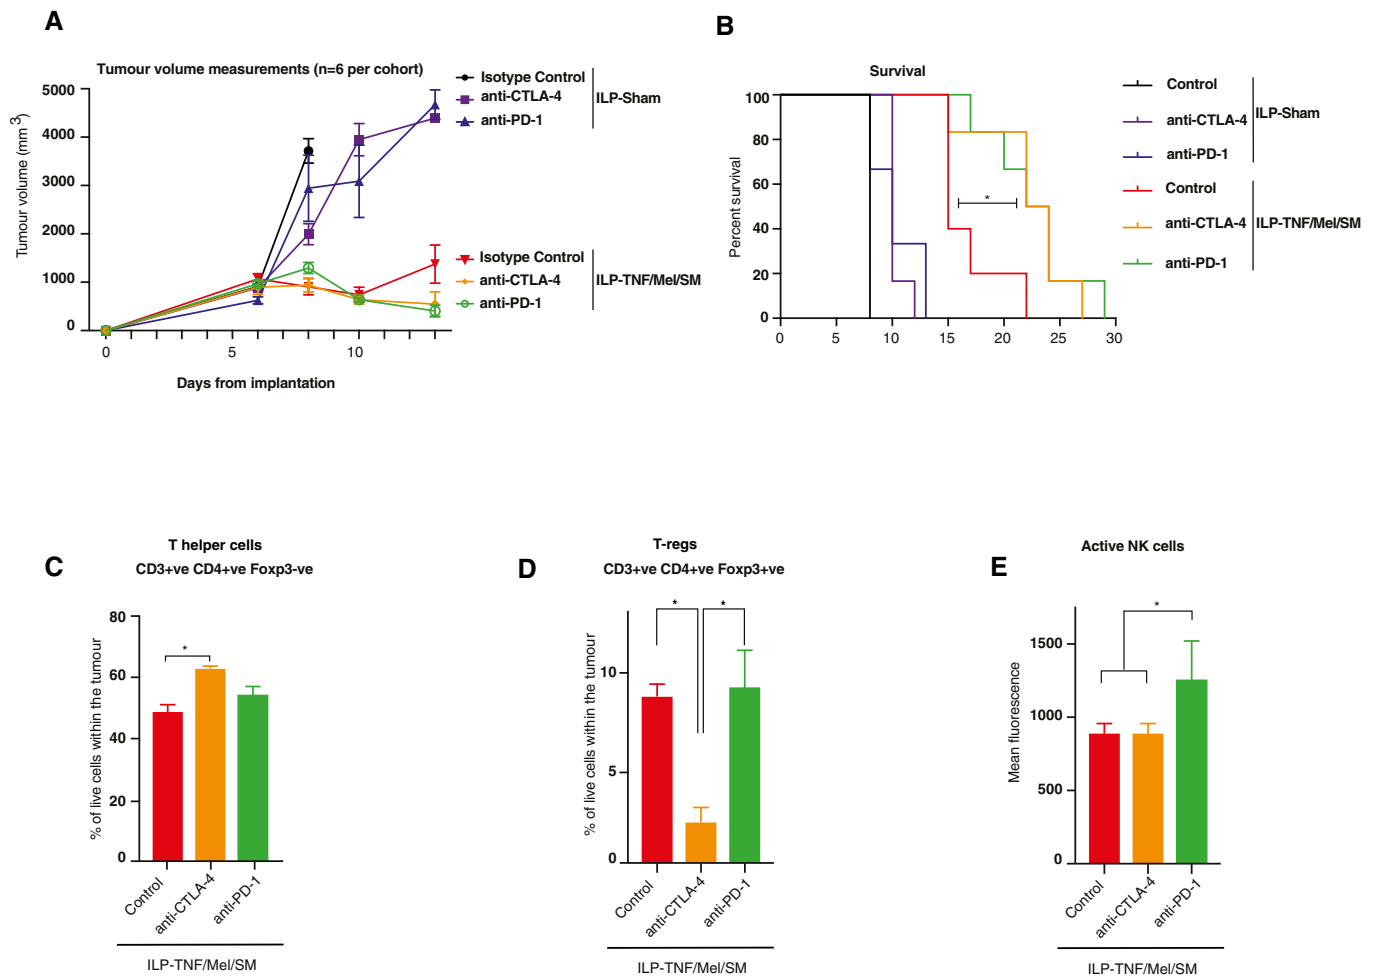 A
Tumour volume measurements (n=6 per cohort)
Tumour volume (mm3)
5000
4000
3000
2000
1000
0
0
5
10
Days from implantation
Isotype Control
anti-CTLA-4
anti-PD-1
ILP-Sham
Isotype Control
anti-CTLA-4
anti-PD-1
ILP-TNF/Mel/SM
B
Survival
Percent survival
100
80
60
40
20
0
0
5
10
15
20
25
30
*
Control
anti-CTLA-4
anti-PD-1
ILP-Sham
Control
anti-CTLA-4
anti-PD-1
ILP-TNF/Mel/SM
C
T helper cells
CD3+ve CD4+ve Foxp3-ve
% of live cells within the tumour
80
60
40
20
0
*
Control
anti-CTLA-4
anti-PD-1
ILP-TNF/Mel/SM
D
T-regs
CD3+ve CD4+ve Foxp3+ve
% of live cells within the tumour
10
5
0
*
*
Control
anti-CTLA-4
anti-PD-1
ILP-TNF/Mel/SM
E
Active NK cells
Mean fluorescence
1500
1000
500
0
*
Control
anti-CTLA-4
anti-PD-1
ILP-TNF/Mel/SM